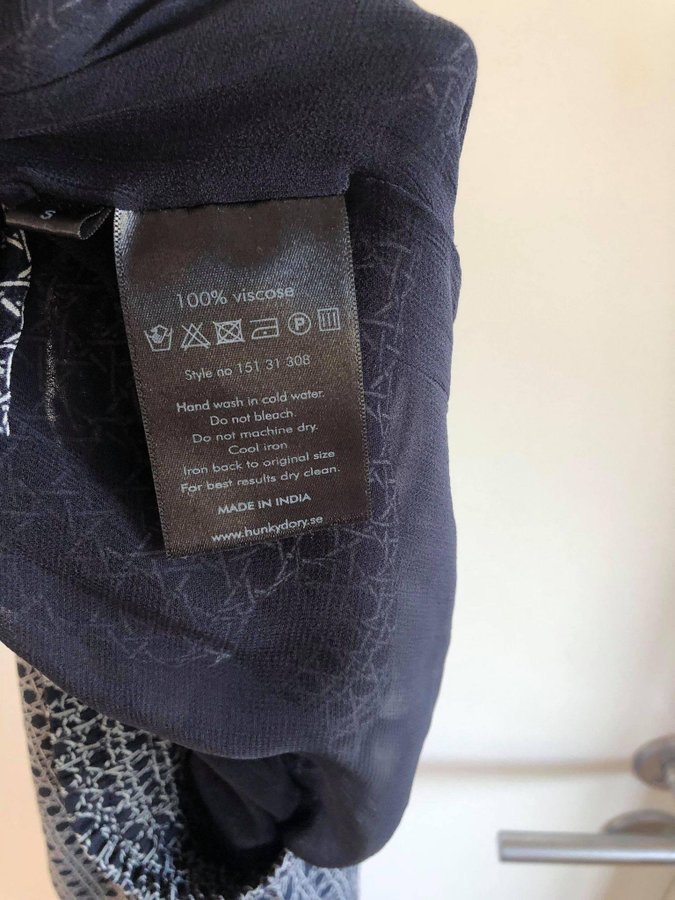 S
100% viscose
P
Style no 151 31 308
Hand wash in cold water.
Do not bleach.
Do not machine dry.
Cool iron
Iron back to original size
For best results dry clean.
MADE IN INDIA
www.hunkydory.se